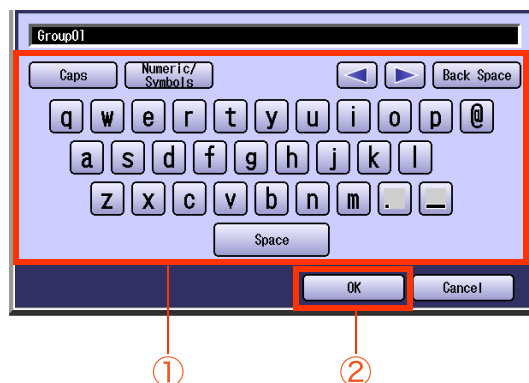 Group01
Caps Numeric/ Symbols Back Space
q w e r t y u i o p @
a s d f g h j k l
z x c v b n m . _
Space
OK Cancel
① ②